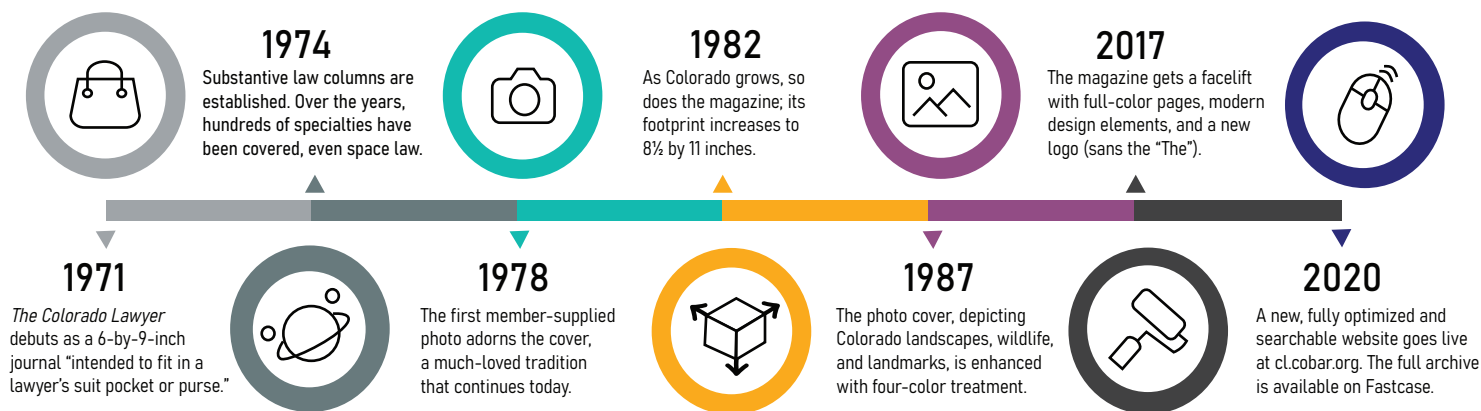 1974
Substantive law columns are
established. Over the years,
hundreds of specialties have
been covered, even space law.
1982
As Colorado grows, so
does the magazine; its
footprint increases to
8½ by 11 inches.
2017
The magazine gets a facelift
with full-color pages, modern
design elements, and a new
logo (sans the “The”).
1971
The Colorado Lawyer
debuts as a 6-by-9-inch
journal “intended to fit in a
lawyer’s suit pocket or purse.”
1978
The first member-supplied
photo adorns the cover,
a much-loved tradition
that continues today.
1987
The photo cover, depicting
Colorado landscapes, wildlife,
and landmarks, is enhanced
with four-color treatment.
2020
A new, fully optimized and
searchable website goes live
at cl.cobar.org. The full archive
is available on Fastcase.